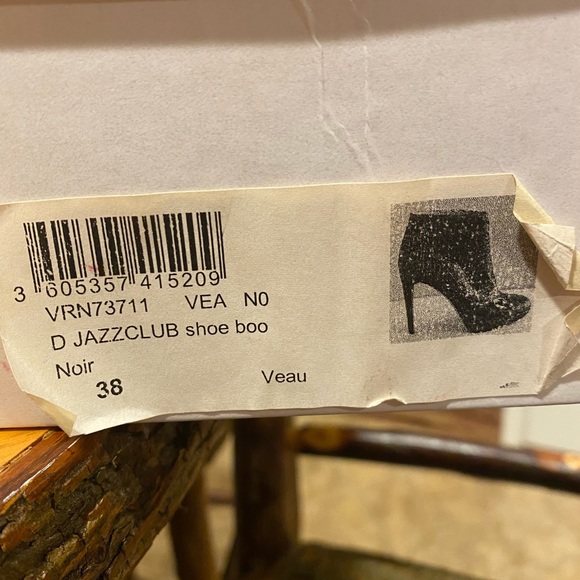 3 605357 415209
VRN73711 VEA N0
D JAZZCLUB shoe boo
Noir
38 Veau